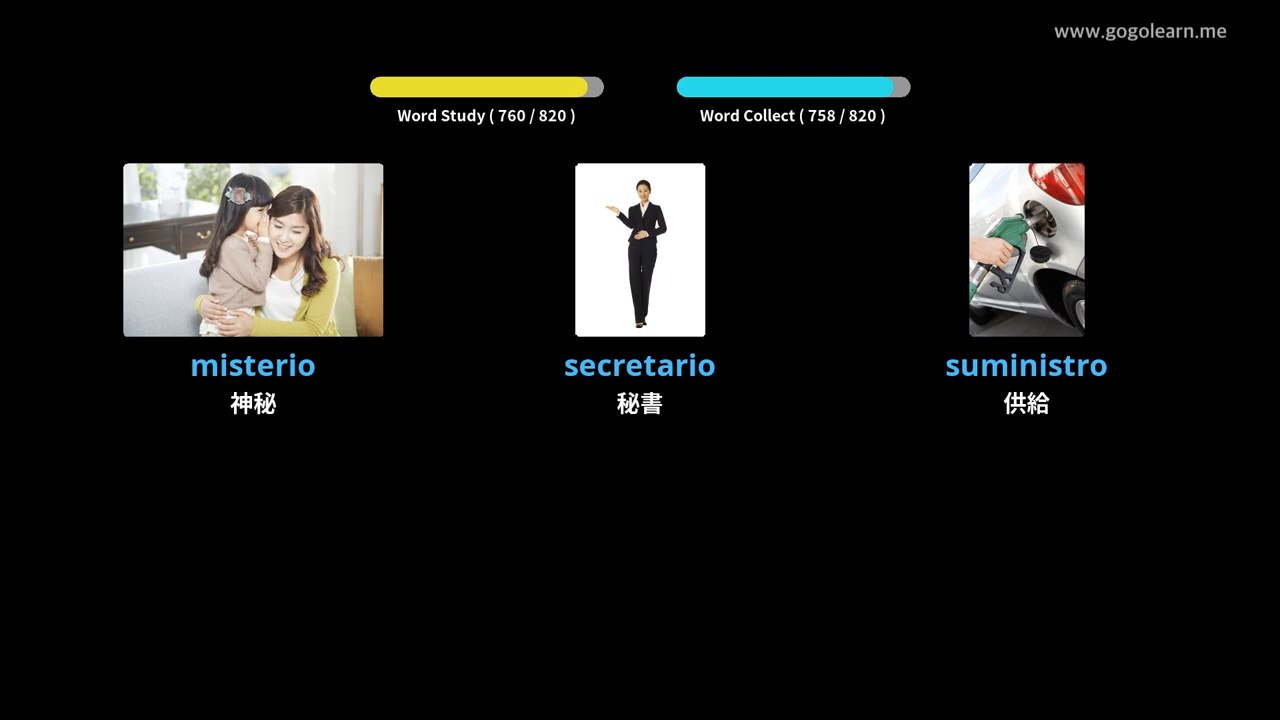 www.gogolearn.me
Word Study ( 760 / 820 )
Word Collect ( 758 / 820 )
misterio
secretario
suministro
神秘
秘書
供給